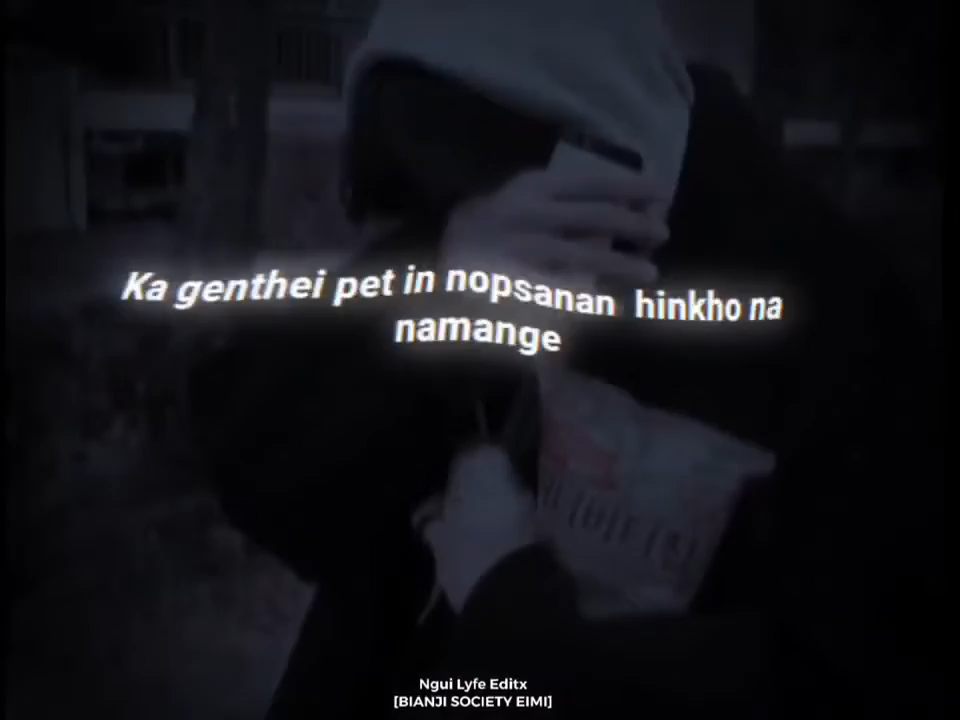 Ka genthei pet in nopsanan hinkho na
namange
Ngui Lyfe Editx
[BIANJI SOCIETY EIMI]